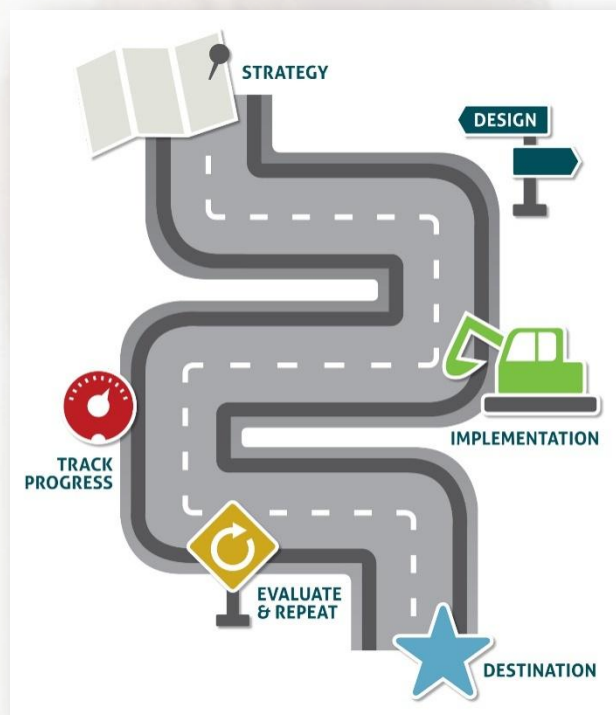 STRATEGY
DESIGN
IMPLEMENTATION
TRACK
PROGRESS
EVALUATE
& REPEAT
DESTINATION